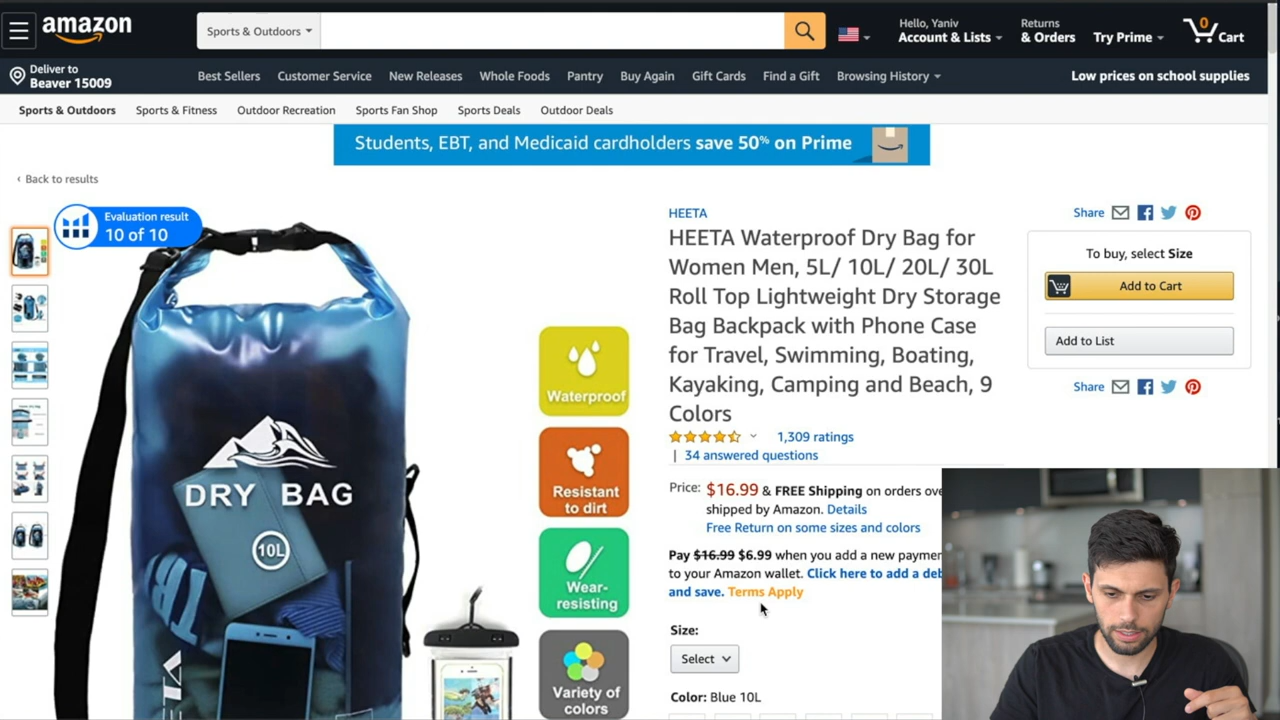 amazon
Sports & Outdoors
Hello, Yaniv
Account & Lists
Returns
& Orders
Try Prime
0
Cart
Deliver to
Beaver 15009
Best Sellers
Customer Service
New Releases
Whole Foods
Pantry
Buy Again
Gift Cards
Find a Gift
Browsing History
Low prices on school supplies
Sports & Outdoors
Sports & Fitness
Outdoor Recreation
Sports Fan Shop
Sports Deals
Outdoor Deals
Students, EBT, and Medicaid cardholders save 50% on Prime
‹ Back to results
Evaluation result
10 of 10
DRY BAG
10L
Waterproof
Resistant
to dirt
Wear-
resisting
Variety of
colors
HEETA
HEETA Waterproof Dry Bag for
Women Men, 5L/ 10L/ 20L/ 30L
Roll Top Lightweight Dry Storage
Bag Backpack with Phone Case
for Travel, Swimming, Boating,
Kayaking, Camping and Beach, 9
Colors
1,309 ratings
| 34 answered questions
Price: $16.99 & FREE Shipping on orders ove
shipped by Amazon. Details
Free Return on some sizes and colors
Pay $16.99 $6.99 when you add a new payme
to your Amazon wallet. Click here to add a de
and save. Terms Apply
Size:
Select
Color: Blue 10L
Share
To buy, select Size
Add to Cart
Add to List
Share